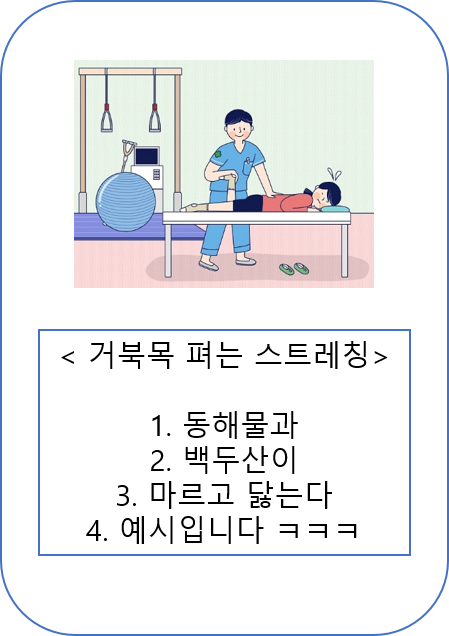 < 거북목 펴는 스트레칭>
1. 동해물과
2. 백두산이
3. 마르고 닳는다
4. 예시입니다 ㅋㅋㅋ